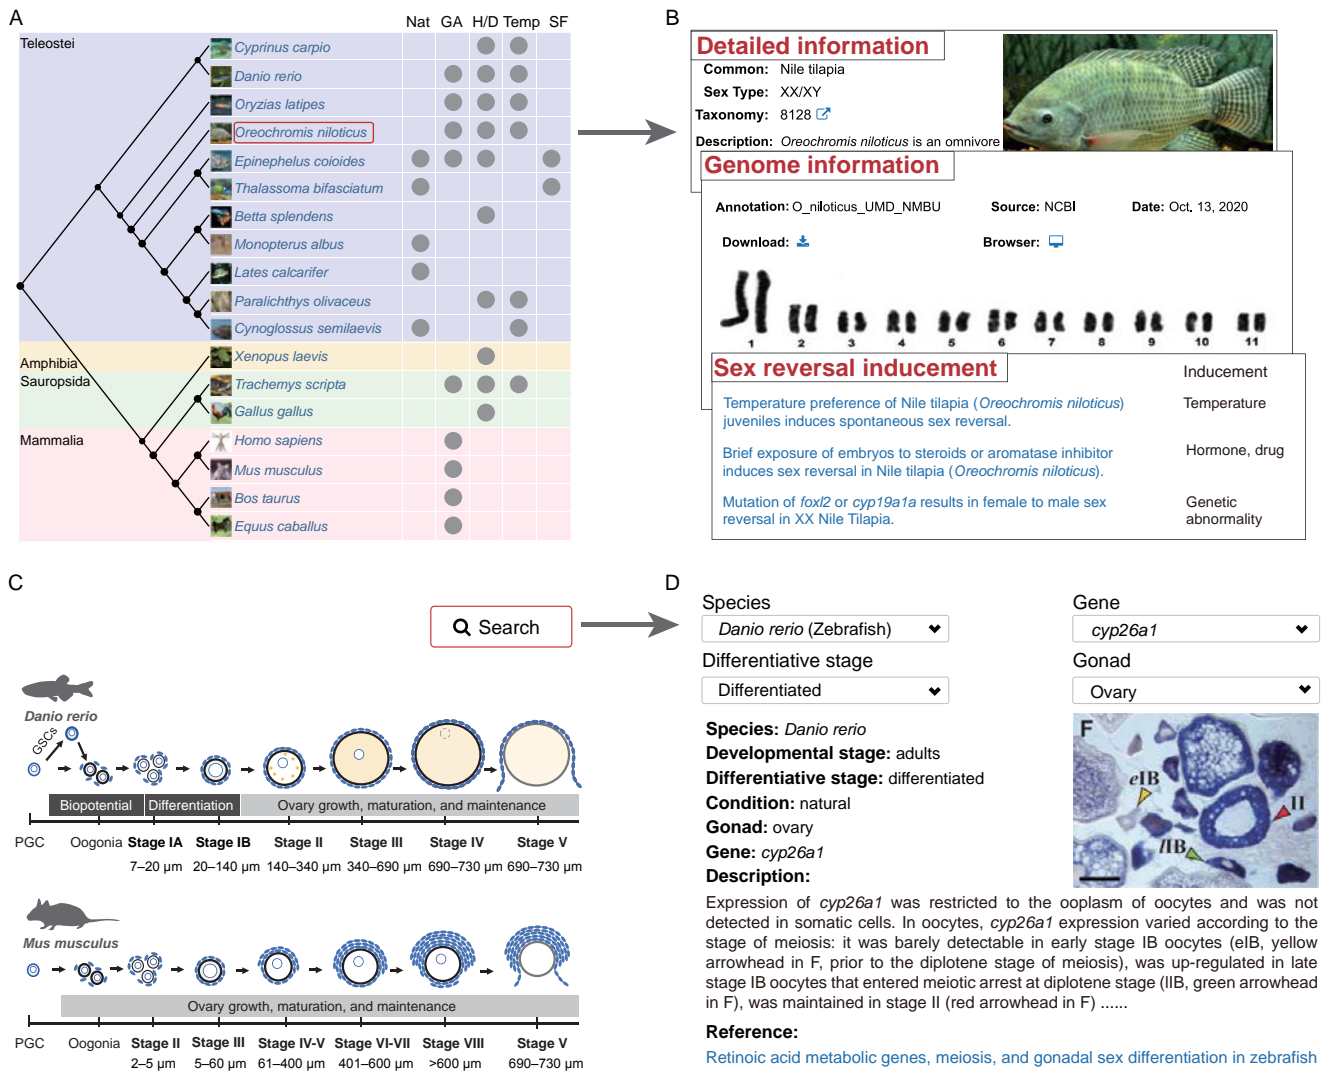 A
Nat GA H/D Temp SF
Teleostei
Cyprinus carpio
Danio rerio
Oryzias latipes
Oreochromis niloticus
Epinephelus coioides
Thalassoma bifasciatum
Betta splendens
Monopterus albus
Lates calcarifer
Paralichthys olivaceus
Cynoglossus semilaevis
Amphibia
Xenopus laevis
Sauropsida
Trachemys scripta
Gallus gallus
Mammalia
Homo sapiens
Mus musculus
Bos taurus
Equus caballus
B
Detailed information
Common: Nile tilapia
Sex Type: XX/XY
Taxonomy: 8128
Description: Oreochromis niloticus is an omnivore
Genome information
Annotation: O_niloticus_UMD_NMBU Source: NCBI Date: Oct. 13, 2020
Download: Browser:
1 2 3 4 5 6 7 8 9 10 11
Sex reversal inducement
Inducement
Temperature preference of Nile tilapia (Oreochromis niloticus) Temperature
juveniles induces spontaneous sex reversal.
Brief exposure of embryos to steroids or aromatase inhibitor Hormone, drug
induces sex reversal in Nile tilapia (Oreochromis niloticus).
Mutation of foxl2 or cyp19a1a results in female to male sex Genetic
reversal in XX Nile Tilapia. abnormality
C
Search
Danio rerio
GSCs
Biopotential Differentiation Ovary growth, maturation, and maintenance
PGC Oogonia Stage IA Stage IB Stage II Stage III Stage IV Stage V
7–20 µm 20–140 µm 140–340 µm 340–690 µm 690–730 µm 690–730 µm
Mus musculus
Ovary growth, maturation, and maintenance
PGC Oogonia Stage II Stage III Stage IV-V Stage VI-VII Stage VIII Stage V
2–5 µm 5–60 µm 61–400 µm 401–600 µm >600 µm 690–730 µm
D
Species Gene
Danio rerio (Zebrafish) cyp26a1
Differentiative stage Gonad
Differentiated Ovary
Species: Danio rerio
Developmental stage: adults
Differentiative stage: differentiated
Condition: natural
Gonad: ovary
Gene: cyp26a1
Description:
F
eIB
II
lIB
Expression of cyp26a1 was restricted to the ooplasm of oocytes and was not
detected in somatic cells. In oocytes, cyp26a1 expression varied according to the
stage of meiosis: it was barely detectable in early stage IB oocytes (eIB, yellow
arrowhead in F, prior to the diplotene stage of meiosis), was up-regulated in late
stage IB oocytes that entered meiotic arrest at diplotene stage (lIB, green arrowhead
in F), was maintained in stage II (red arrowhead in F) ......
Reference:
Retinoic acid metabolic genes, meiosis, and gonadal sex differentiation in zebrafish